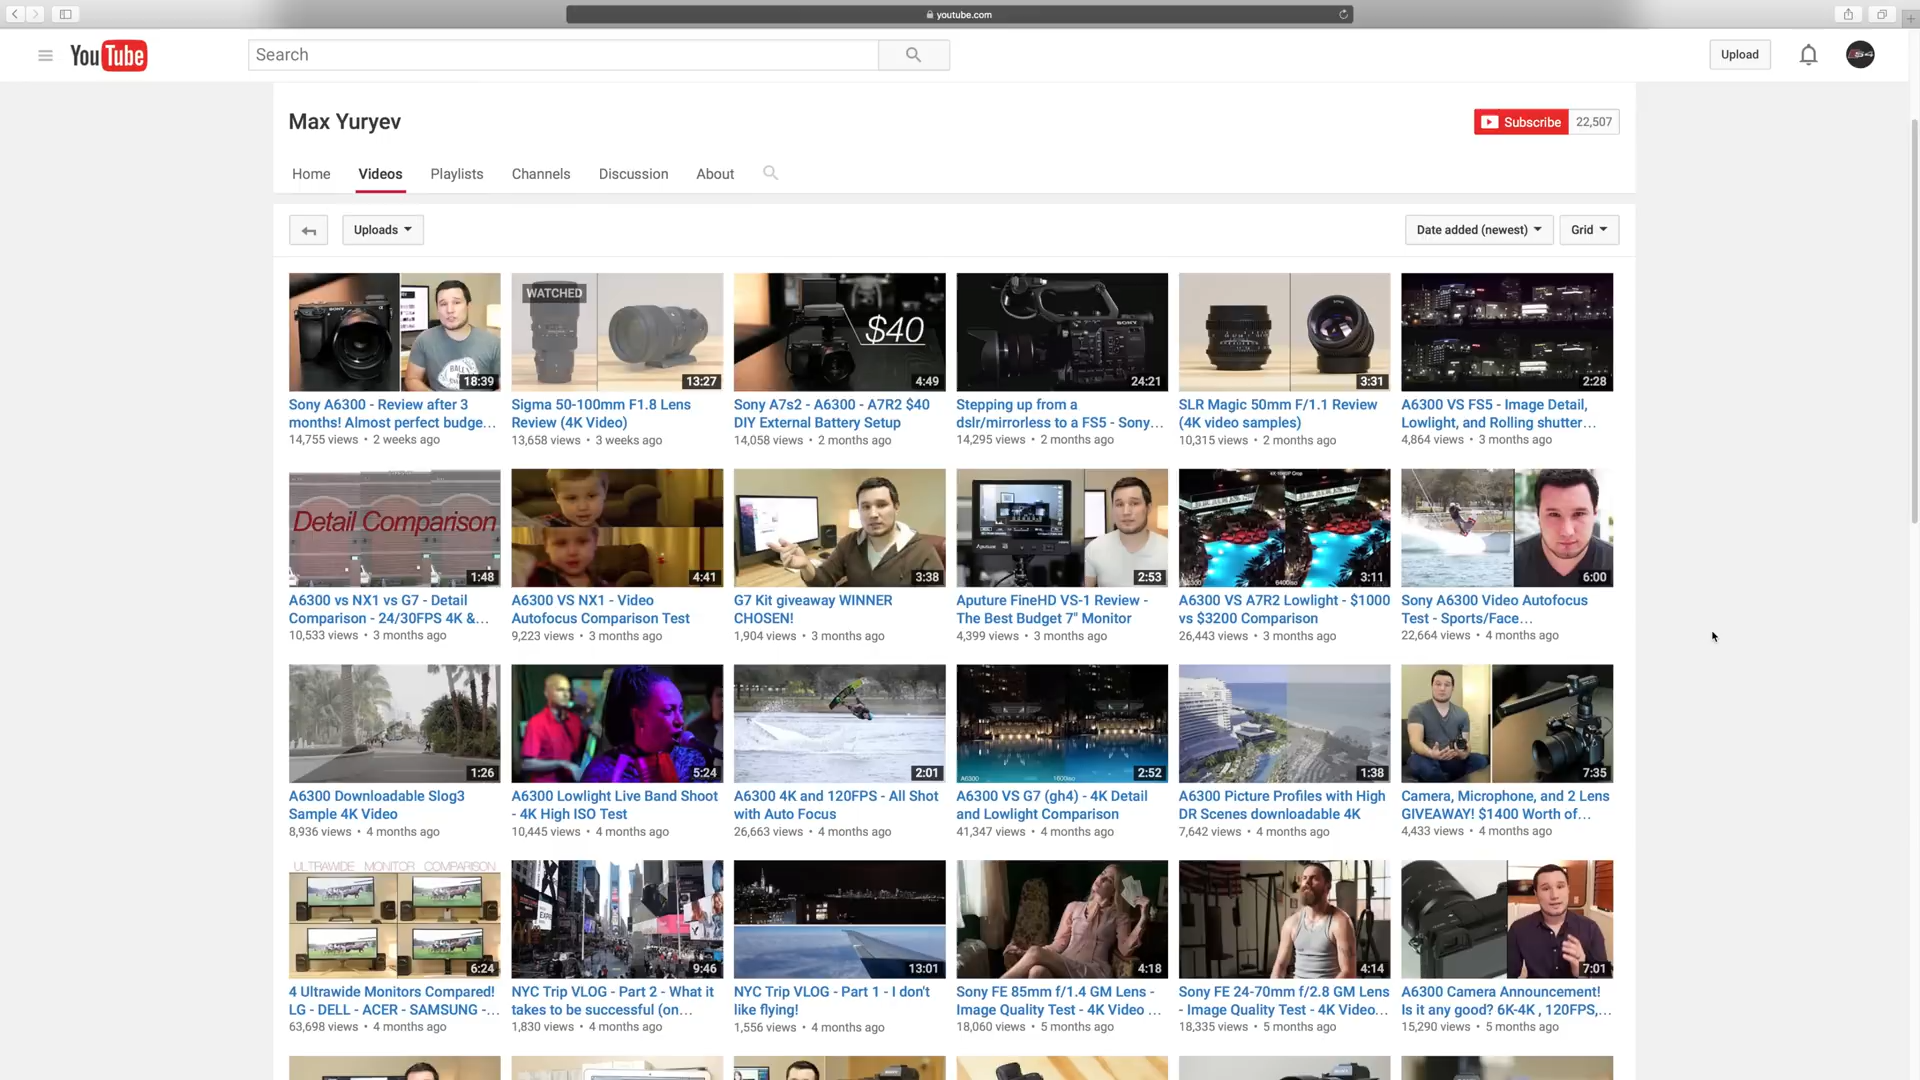 youtube.com
YouTube
Search
Upload
Max Yuryev
Subscribe 22,507
Home Videos Playlists Channels Discussion About
Uploads
Date added (newest) Grid
18:39
WATCHED
13:27
$40
4:49
SONY
24:21
3:31
2:28
Sony A6300 - Review after 3
months! Almost perfect budge...
14,755 views • 2 weeks ago
Sigma 50-100mm F1.8 Lens
Review (4K Video)
13,658 views • 3 weeks ago
Sony A7s2 - A6300 - A7R2 $40
DIY External Battery Setup
14,058 views • 2 months ago
Stepping up from a
dslr/mirrorless to a FS5 - Sony...
14,295 views • 2 months ago
SLR Magic 50mm F/1.1 Review
(4K video samples)
10,315 views • 2 months ago
A6300 VS FS5 - Image Detail,
Lowlight, and Rolling shutter...
4,864 views • 3 months ago
Detail Comparison
1:48
4:41
3:38
Aputure
2:53
3:11
6:00
A6300 vs NX1 vs G7 - Detail
Comparison - 24/30FPS 4K &...
10,533 views • 3 months ago
A6300 VS NX1 - Video
Autofocus Comparison Test
9,223 views • 3 months ago
G7 Kit giveaway WINNER
CHOSEN!
1,904 views • 3 months ago
Aputure FineHD VS-1 Review -
The Best Budget 7" Monitor
4,399 views • 3 months ago
A6300 VS A7R2 Lowlight - $1000
vs $3200 Comparison
26,443 views • 3 months ago
Sony A6300 Video Autofocus
Test - Sports/Face...
22,664 views • 4 months ago
1:26
5:24
2:01
A6300 1600iso
2:52
1:38
7:35
A6300 Downloadable Slog3
Sample 4K Video
8,936 views • 4 months ago
A6300 Lowlight Live Band Shoot
- 4K High ISO Test
10,445 views • 4 months ago
A6300 4K and 120FPS - All Shot
with Auto Focus
26,663 views • 4 months ago
A6300 VS G7 (gh4) - 4K Detail
and Lowlight Comparison
41,347 views • 4 months ago
A6300 Picture Profiles with High
DR Scenes downloadable 4K
7,642 views • 4 months ago
Camera, Microphone, and 2 Lens
GIVEAWAY! $1400 Worth of...
4,433 views • 4 months ago
ULTRAWIDE MONITOR COMPARISON
6:24
9:46
13:01
4:18
4:14
7:01
4 Ultrawide Monitors Compared!
LG - DELL - ACER - SAMSUNG -...
63,698 views • 4 months ago
NYC Trip VLOG - Part 2 - What it
takes to be successful (on...
1,830 views • 4 months ago
NYC Trip VLOG - Part 1 - I don't
like flying!
1,556 views • 4 months ago
Sony FE 85mm f/1.4 GM Lens -
Image Quality Test - 4K Video ...
18,060 views • 5 months ago
Sony FE 24-70mm f/2.8 GM Lens
- Image Quality Test - 4K Video...
18,335 views • 5 months ago
A6300 Camera Announcement!
Is it any good? 6K-4K , 120FPS,...
15,290 views • 5 months ago